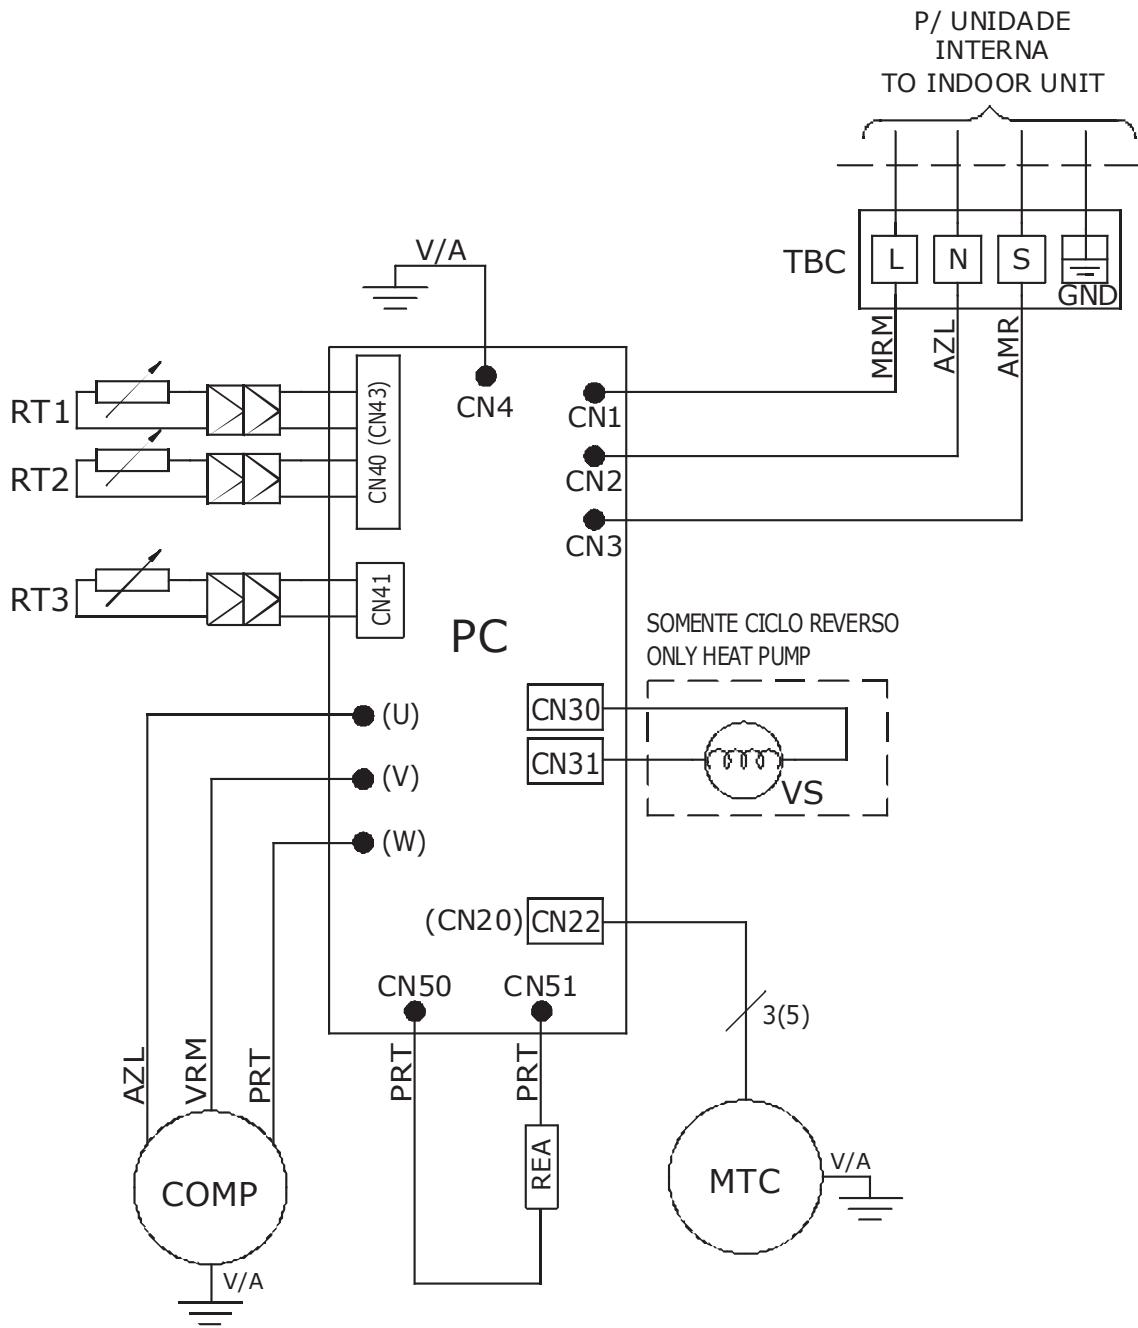 P/ UNIDADE
INTERNA
TO INDOOR UNIT
TBC
L
N
S
GND
MRM
AZL
AMR
V/A
CN4
CN1
CN2
CN3
RT1
RT2
CN40 (CN43)
RT3
CN41
PC
SOMENTE CICLO REVERSO
ONLY HEAT PUMP
CN30
CN31
VS
(U)
(V)
(W)
(CN20)
CN22
CN50
CN51
3(5)
AZL
VRM
PRT
PRT
PRT
REA
COMP
V/A
MTC
V/A